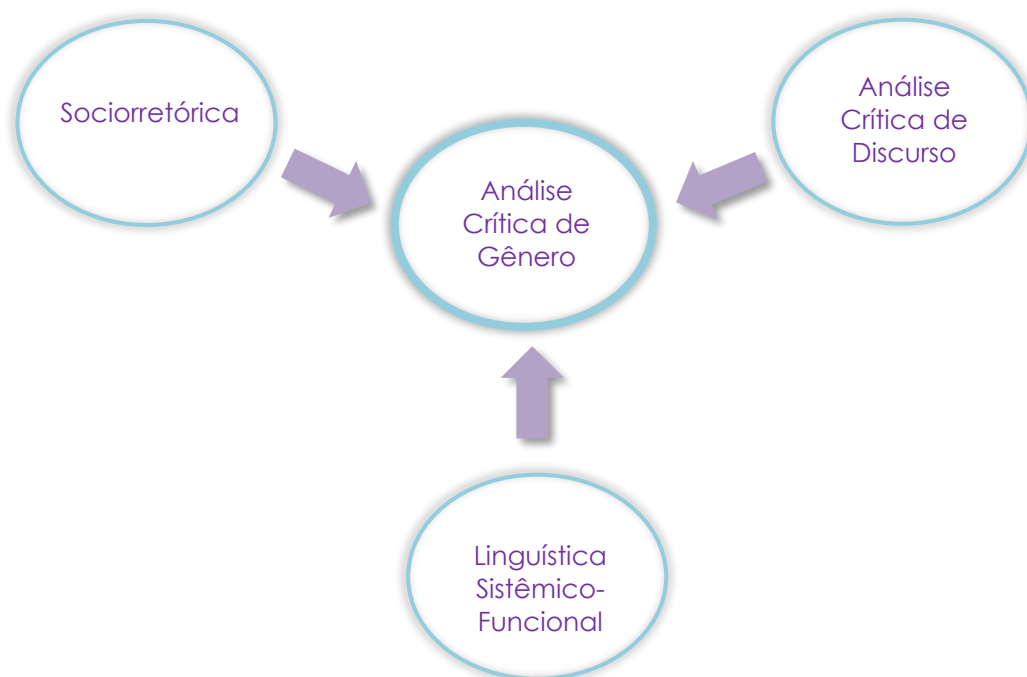 Sociorretórica
Análise
Crítica de
Discurso
Análise
Crítica de
Gênero
Linguística
Sistêmico-
Funcional